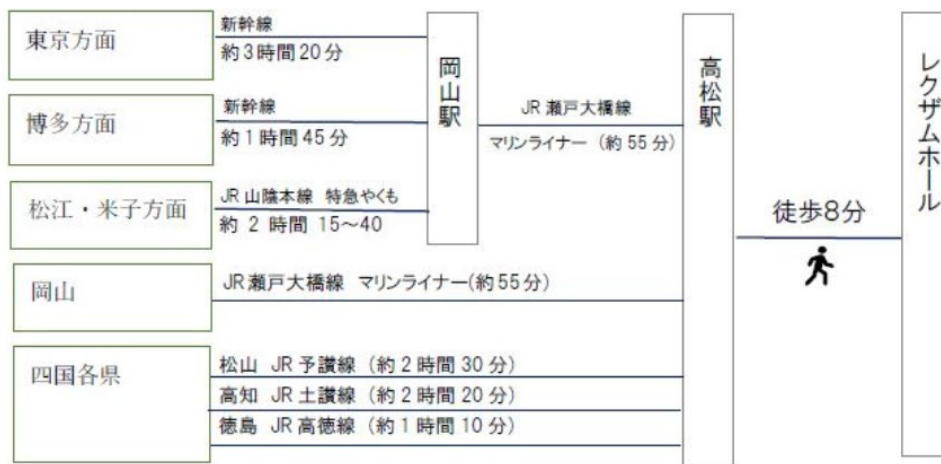 東京方面
新幹線
約3時間20分
博多方面
新幹線
約1時間45分
松江・米子方面
JR山陰本線 特急やくも
約 2 時間 15～40
岡山駅
JR 瀬戸大橋線
マリンライナー (約 55 分)
岡山
JR瀬戸大橋線 マリンライナー(約55分)
四国各県
松山 JR 予讃線 (約 2 時間 30 分)
高知 JR 土讃線 (約 2 時間 20 分)
徳島 JR 高徳線 (約 1 時間 10 分)
高松駅
徒歩8分
レクザムホール